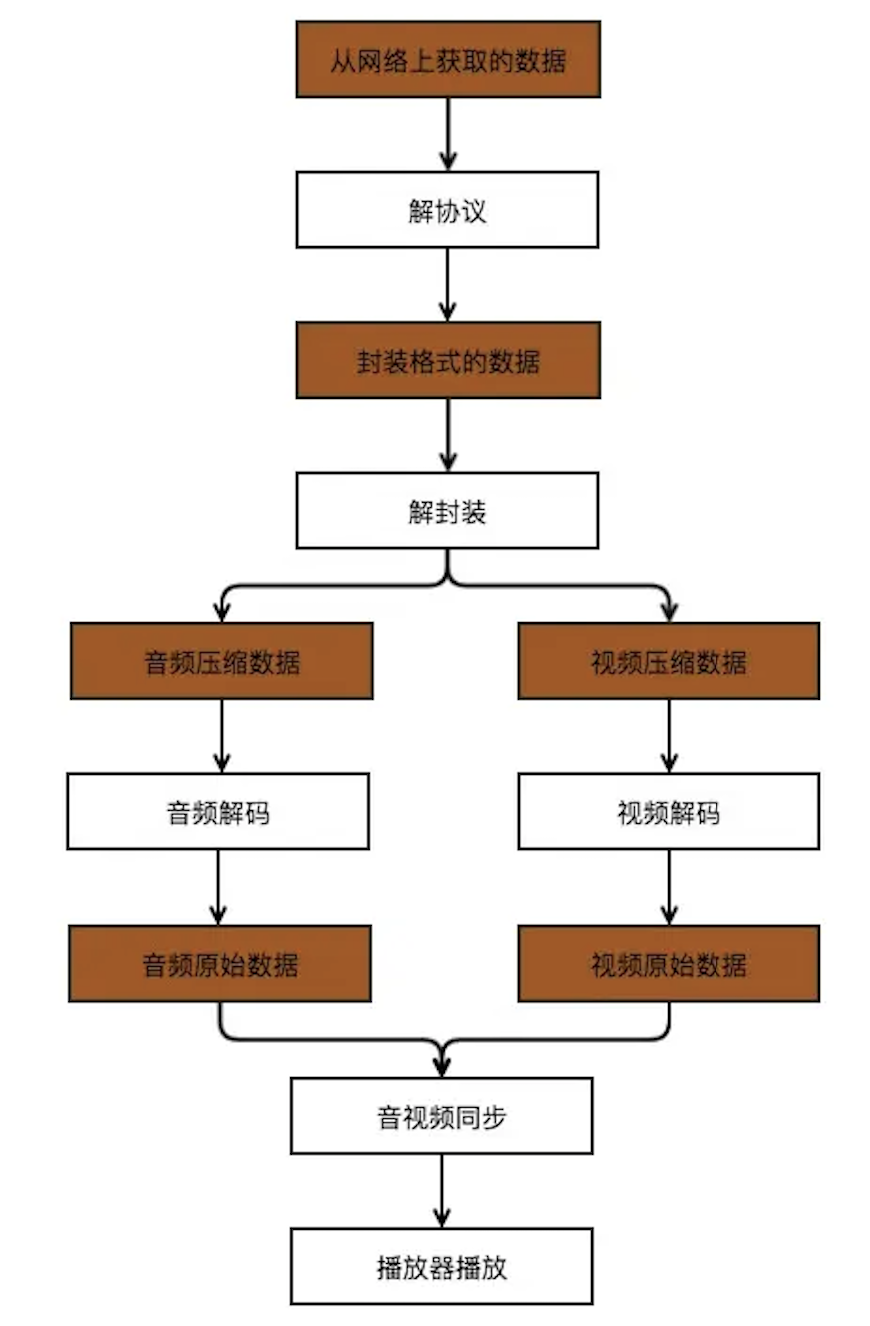 从网络上获取的数据
解协议
封装格式的数据
解封装
音频压缩数据
视频压缩数据
音频解码
视频解码
音频原始数据
视频原始数据
音视频同步
播放器播放